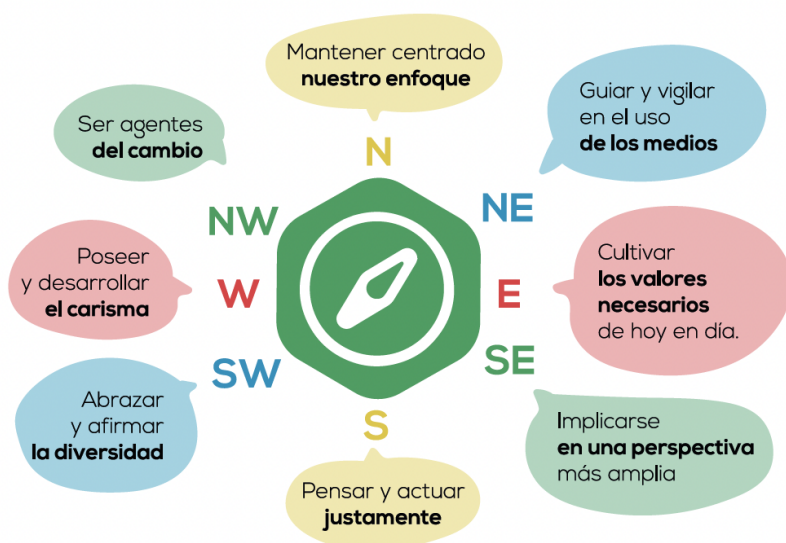 Mantener centrado
nuestro enfoque
N
Guiar y vigilar
en el uso
de los medios
NE
Cultivar
los valores
necesarios
de hoy en día.
E
Implicarse
en una perspectiva
más amplia
SE
Pensar y actuar
justamente
S
Abrazar
y afirmar
la diversidad
SW
Poseer
y desarrollar
el carisma
W
Ser agentes
del cambio
NW